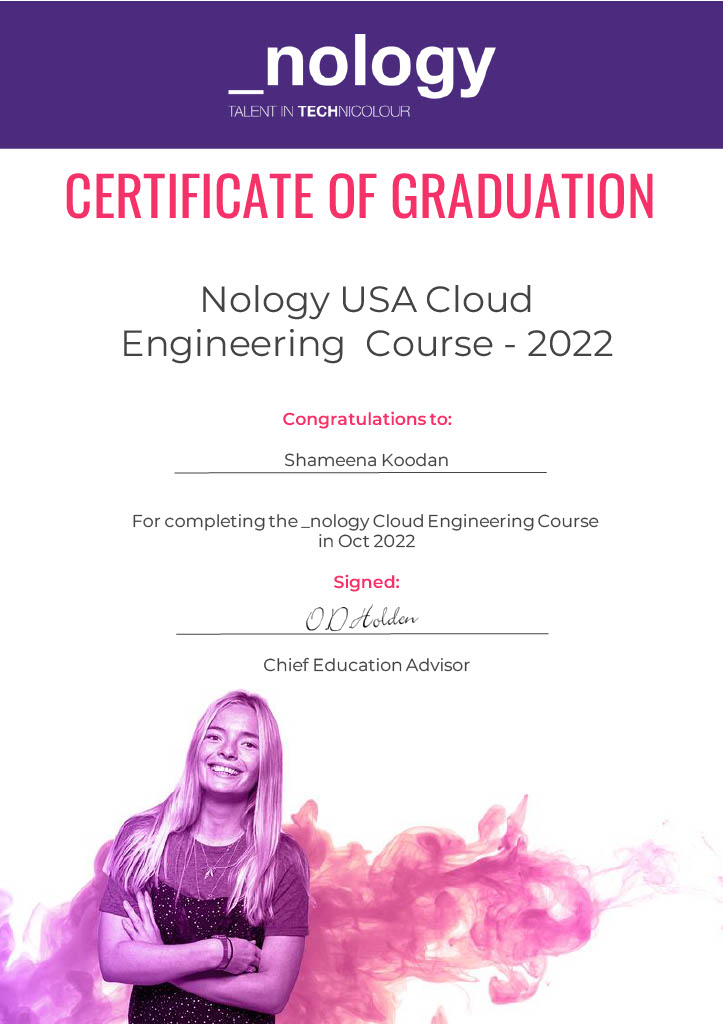 _nology
TALENT IN TECHNICOLOUR
CERTIFICATE OF GRADUATION
Nology USA Cloud
Engineering Course - 2022
Congratulations to:
Shameena Koodan
For completing the _nology Cloud Engineering Course
in Oct 2022
Signed:
O D Holden
Chief Education Advisor